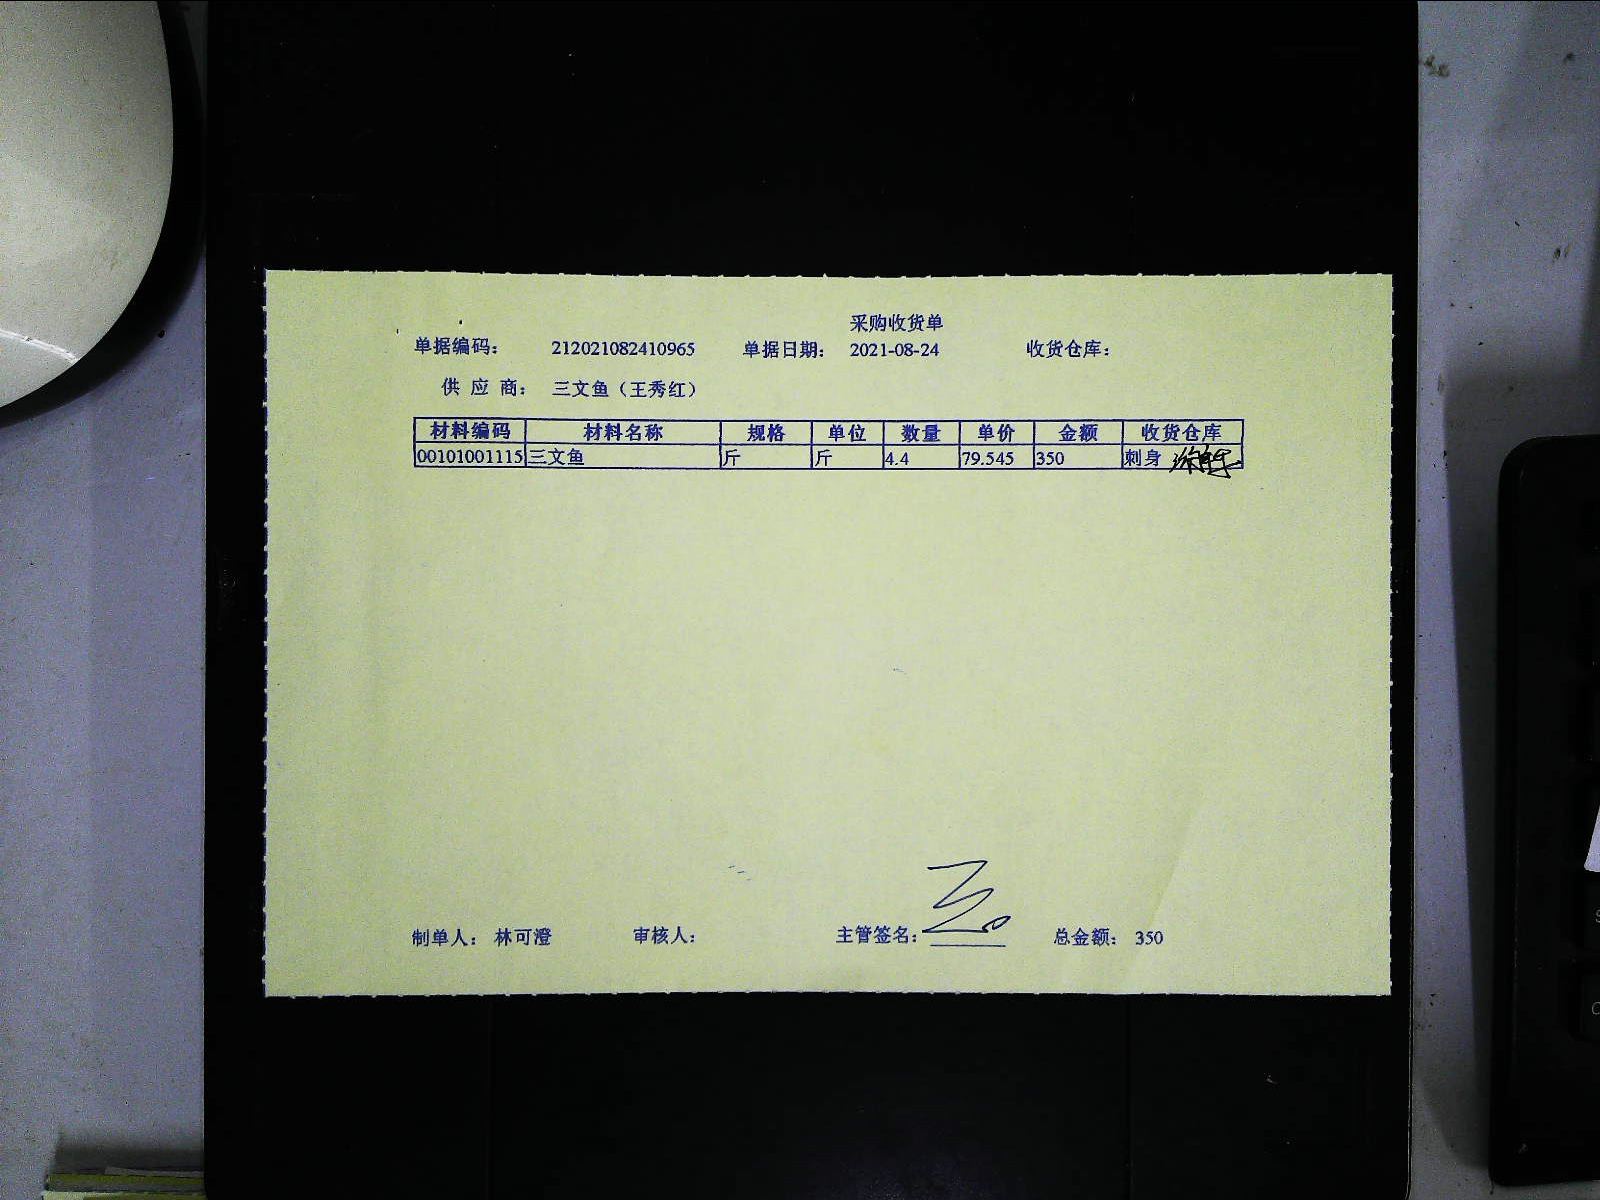 采购收货单
单据编码： 212021082410965 单据日期： 2021-08-24 收货仓库：
供 应 商： 三文鱼（王秀红）
材料编码 材料名称 规格 单位 数量 单价 金额 收货仓库
00101001115 三文鱼 斤 斤 4.4 79.545 350 刺身
制单人： 林可澄 审核人： 主管签名： 总金额： 350